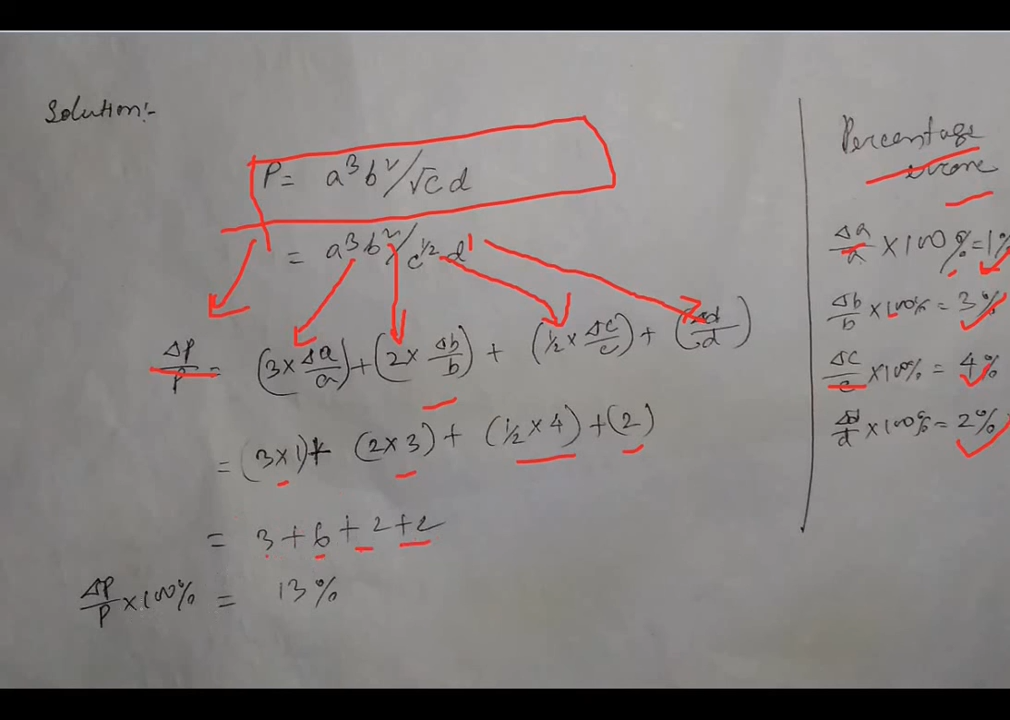 Solution:-
P = a³b²/√c d
= a³b²/c^½ d¹
ΔP/P = (3 × Δa/a) + (2 × Δb/b) + (½ × Δc/c) + (Δd/d)
= (3×1) + (2×3) + (½ × 4) + (2)
= 3 + 6 + 2 + 2
ΔP/P × 100% = 13%
Percentage
errore
Δa/a × 100% = 1%
Δb/b × 100% = 3%
Δc/c × 100% = 4%
Δd/d × 100% = 2%